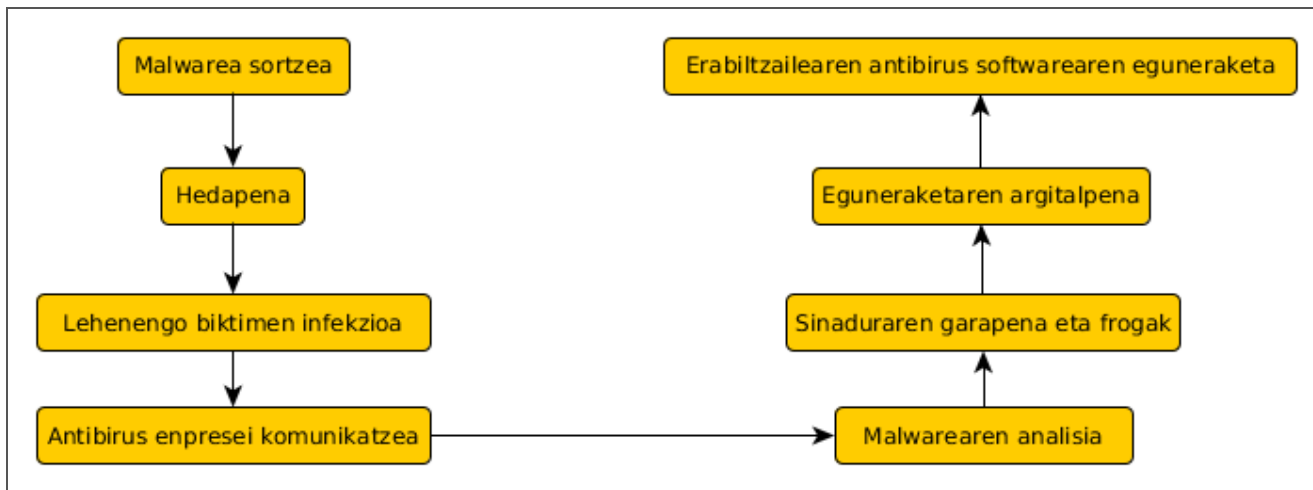 Malwarea sortzea
Hedapena
Lehenengo biktimen infekzioa
Antibirus enpresei komunikatzea
Malwarearen analisia
Sinaduraren garapena eta frogak
Eguneraketaren argitalpena
Erabiltzailearen antibirus softwarearen eguneraketa